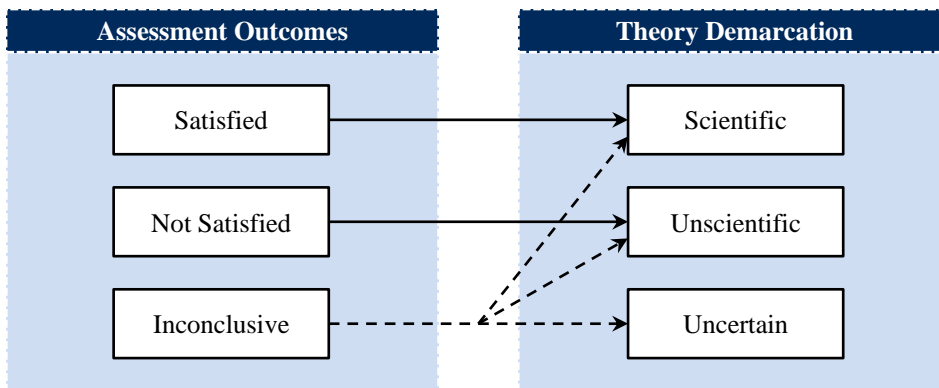 Assessment Outcomes
Theory Demarcation
Satisfied
Scientific
Not Satisfied
Unscientific
Inconclusive
Uncertain